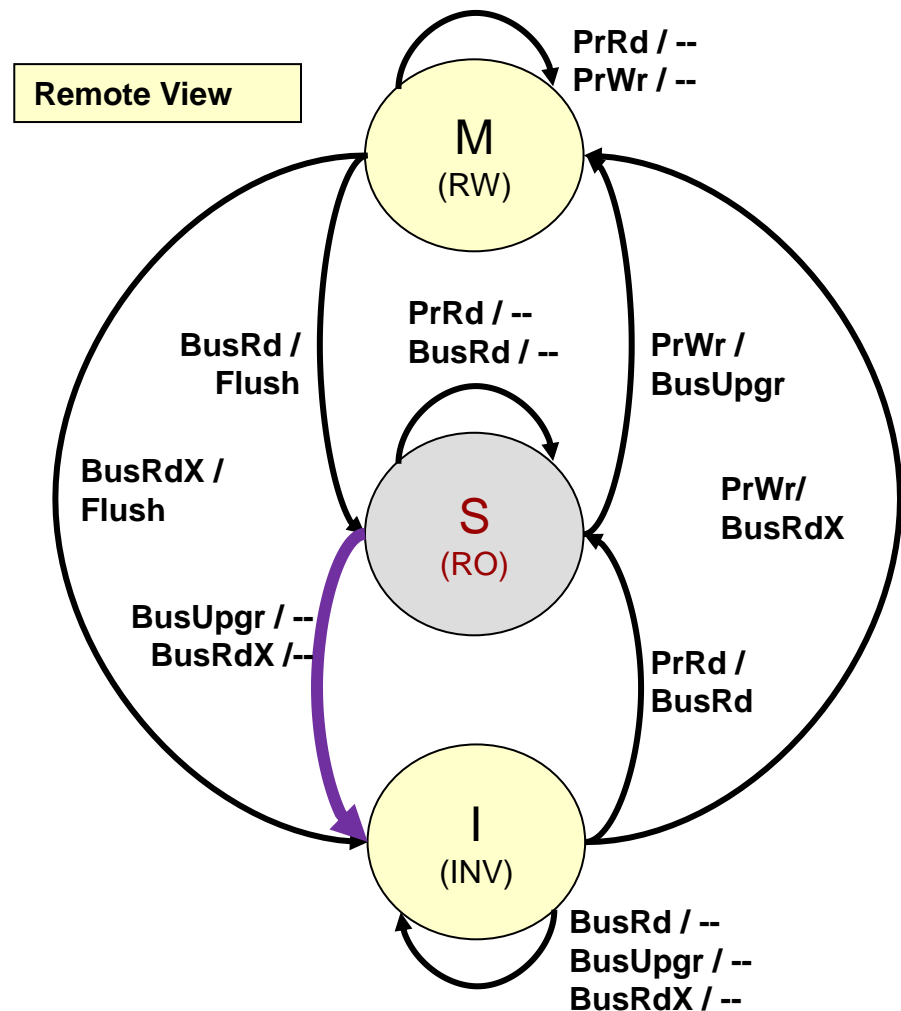 PrRd / --
PrWr / --
Remote View
M
(RW)
PrRd / --
BusRd / --
BusRd /
Flush
PrWr /
BusUpgr
BusRdX /
Flush
PrWr/
BusRdX
S
(RO)
BusUpgr / --
BusRdX /--
PrRd /
BusRd
I
(INV)
BusRd / --
BusUpgr / --
BusRdX / --